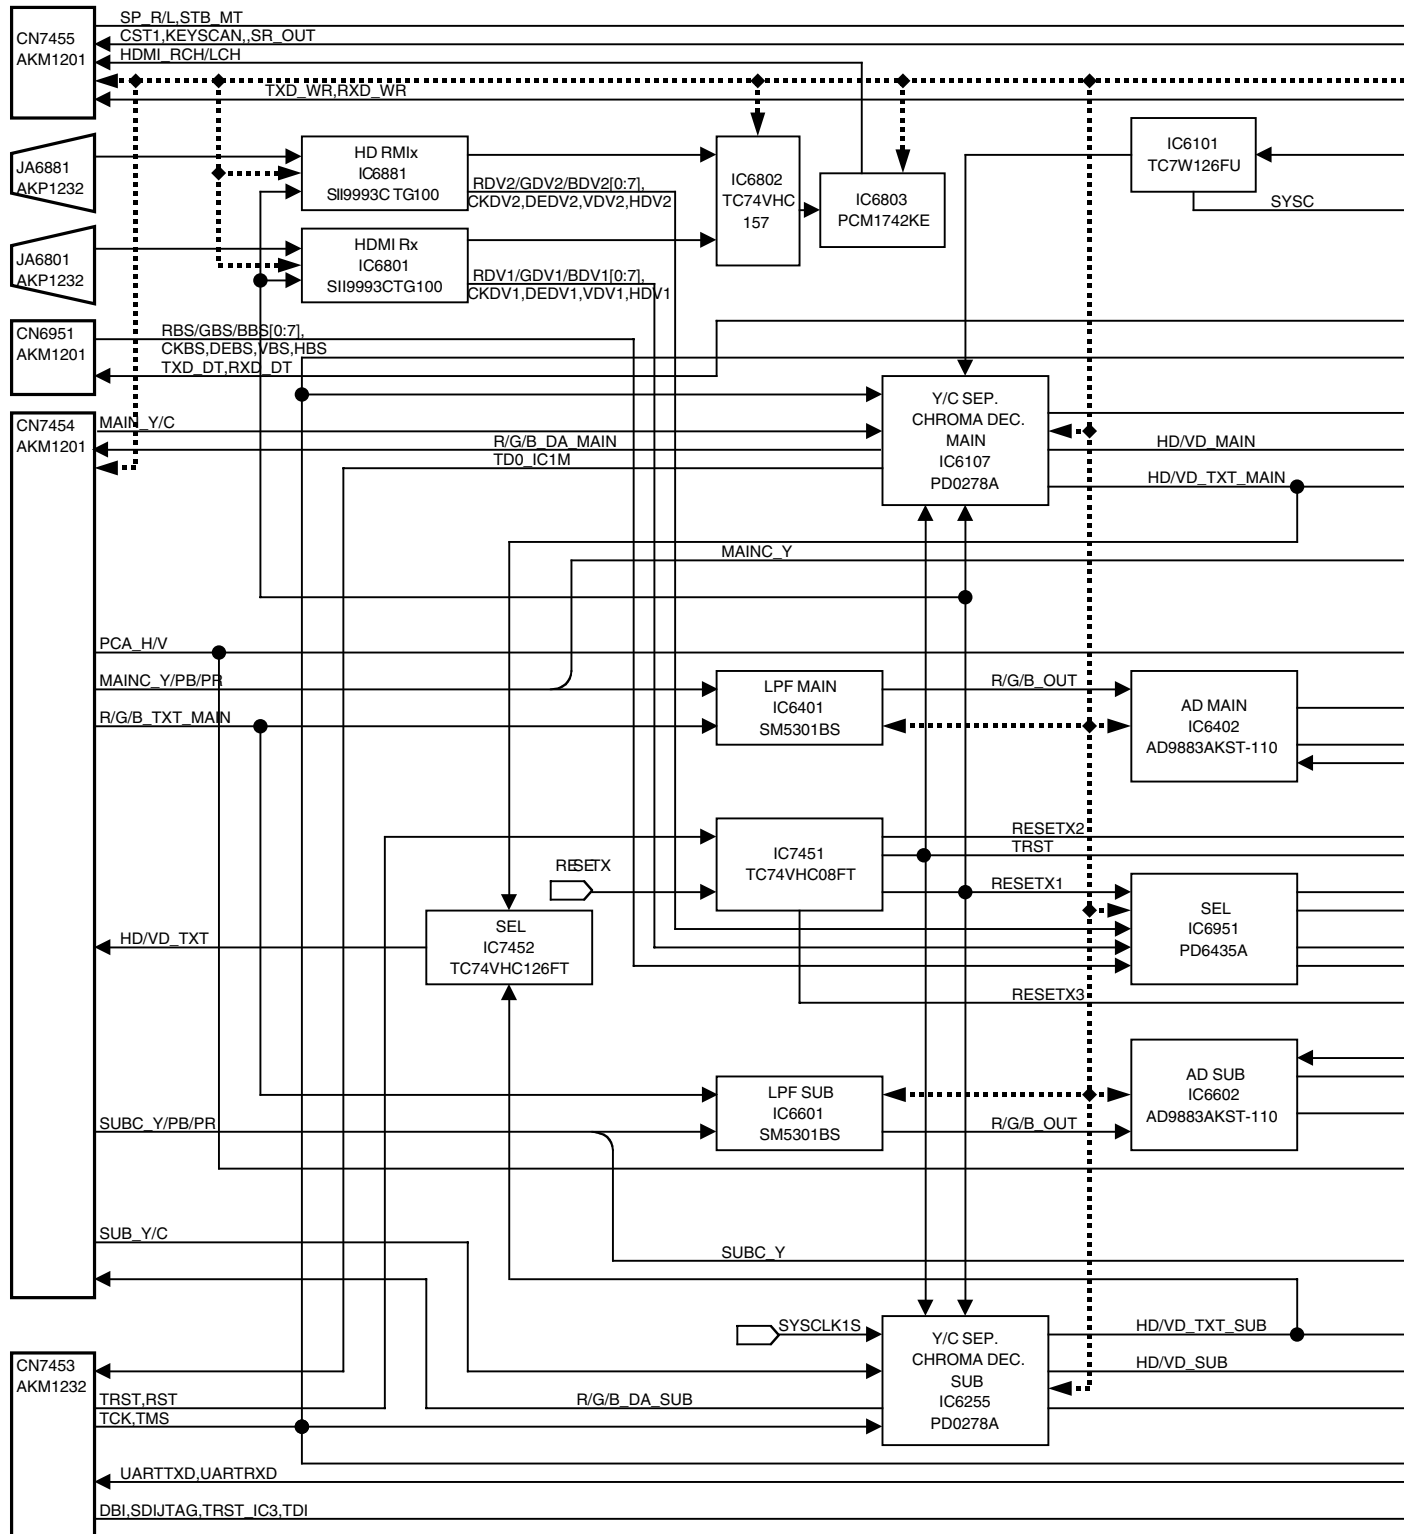 SP_R/L,STB_MT
CN7455
AKM1201
CST1,KEYSCAN,,SR_OUT
HDMI_RCH/LCH
TXD_WR,RXD_WR
JA6881
AKP1232
HD RMIx
IC6881
SII9993C TG100
RDV2/GDV2/BDV2[0:7],
CKDV2,DEDV2,VDV2,HDV2
IC6802
TC74VHC
157
IC6803
PCM1742KE
IC6101
TC7W126FU
SYSC
JA6801
AKP1232
HDMI Rx
IC6801
SII9993CTG100
RDV1/GDV1/BDV1[0:7],
CKDV1,DEDV1,VDV1,HDV1
CN6951
AKM1201
RBS/GBS/BBS[0:7],
CKBS,DEBS,VBS,HBS
TXD_DT,RXD_DT
CN7454
AKM1201
MAIN_Y/C
R/G/B_DA_MAIN
TD0_IC1M
Y/C SEP.
CHROMA DEC.
MAIN
IC6107
PD0278A
HD/VD_MAIN
HD/VD_TXT_MAIN
MAINC_Y
PCA_H/V
MAINC_Y/PB/PR
R/G/B_TXT_MAIN
LPF MAIN
IC6401
SM5301BS
R/G/B_OUT
AD MAIN
IC6402
AD9883AKST-110
RESETX
IC7451
TC74VHC08FT
RESETX2
TRST
RESETX1
RESETX3
SEL
IC6951
PD6435A
HD/VD_TXT
SEL
IC7452
TC74VHC126FT
LPF SUB
IC6601
SM5301BS
R/G/B_OUT
AD SUB
IC6602
AD9883AKST-110
SUBC_Y/PB/PR
SUB_Y/C
SUBC_Y
SYSCLK1S
Y/C SEP.
CHROMA DEC.
SUB
IC6255
PD0278A
HD/VD_TXT_SUB
HD/VD_SUB
CN7453
AKM1232
TRST,RST
TCK,TMS
R/G/B_DA_SUB
UARTTXD,UARTRXD
DBI,SDIJTAG,TRST_IC3,TDI